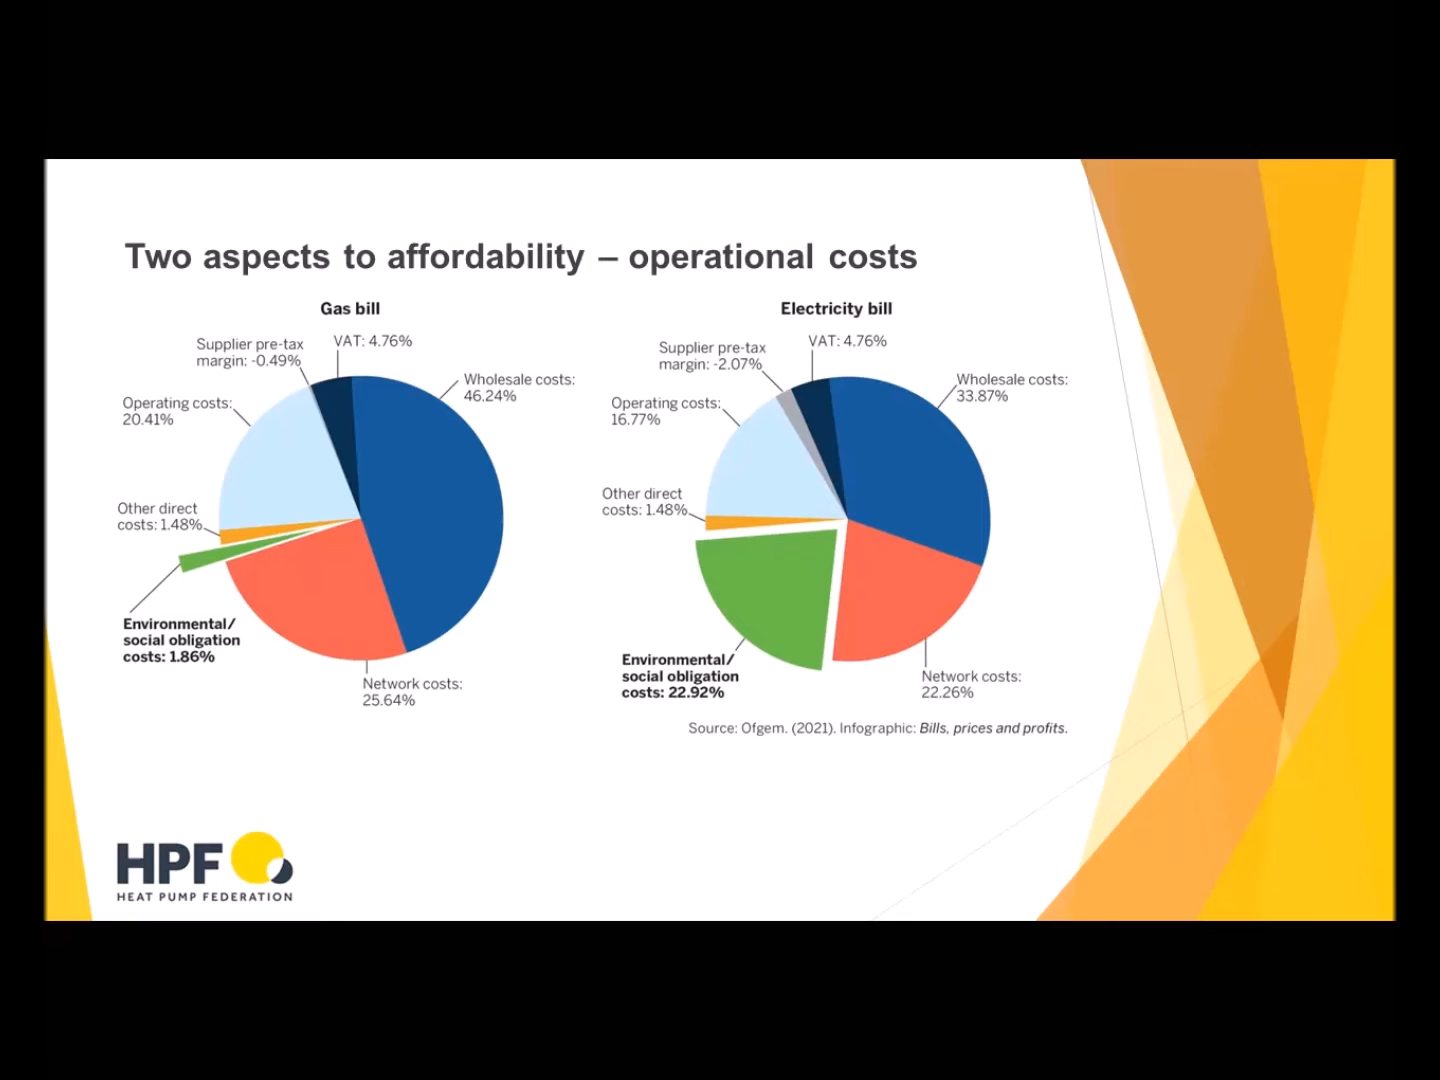 Two aspects to affordability – operational costs
Gas bill
Supplier pre-tax
margin: -0.49%
VAT: 4.76%
Wholesale costs:
46.24%
Operating costs:
20.41%
Other direct
costs: 1.48%
Environmental/
social obligation
costs: 1.86%
Network costs:
25.64%
Electricity bill
Supplier pre-tax
margin: -2.07%
VAT: 4.76%
Wholesale costs:
33.87%
Operating costs:
16.77%
Other direct
costs: 1.48%
Environmental/
social obligation
costs: 22.92%
Network costs:
22.26%
Source: Ofgem. (2021). Infographic: Bills, prices and profits.
HPF
HEAT PUMP FEDERATION